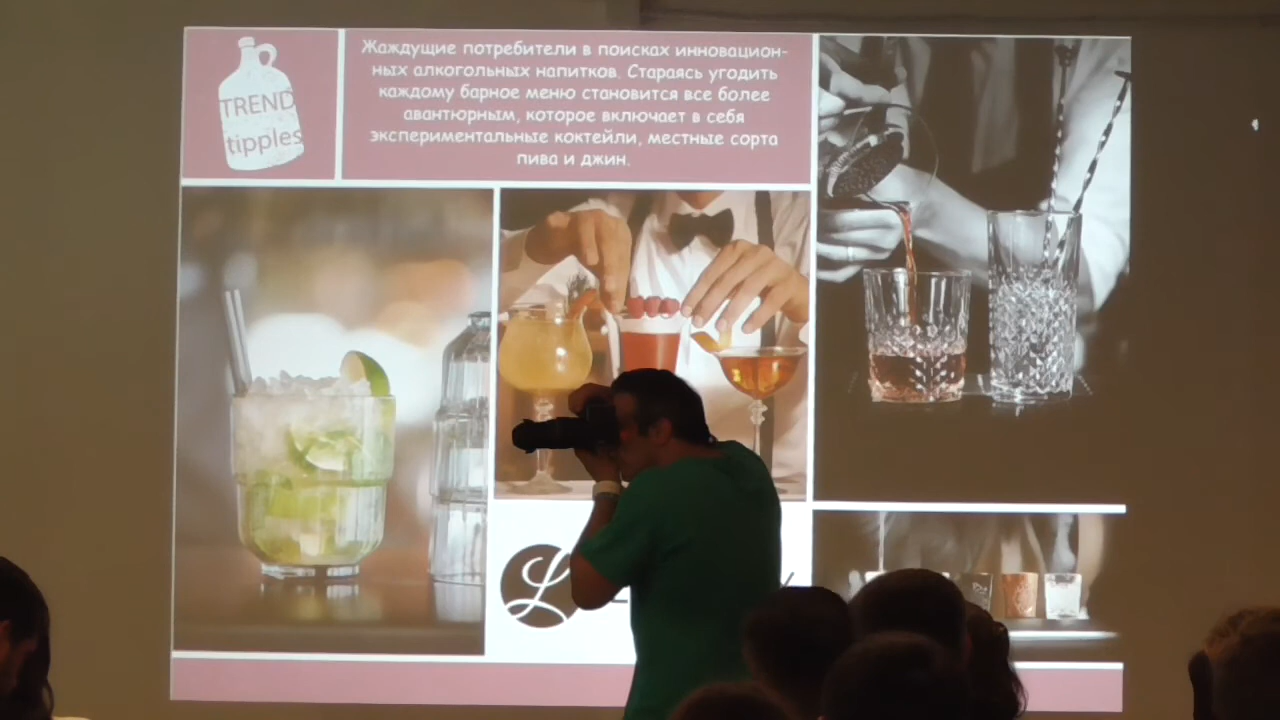 TREND
tipples
Жаждущие потребители в поисках инновацион-
ных алкогольных напитков. Стараясь угодить
каждому барное меню становится все более
авантюрным, которое включает в себя
экспериментальные коктейли, местные сорта
пива и джин.
L